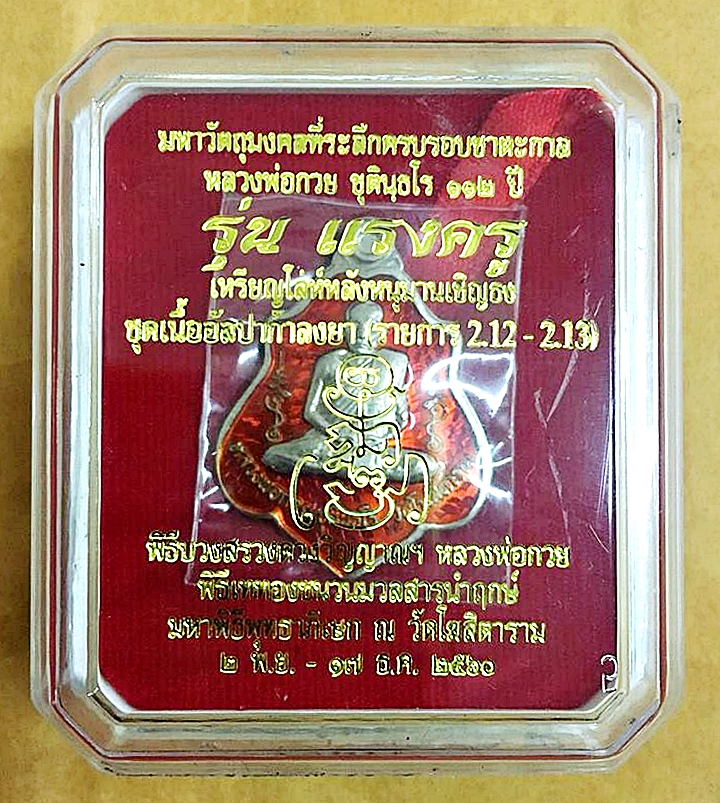 มหาวัตถุมงคลที่ระลึกครบรอบชาตะกาล
หลวงพ่อกวย ชุตินฺธโร ๑๑๒ ปี
รุ่น แรงครู
เหรียญโล่ห์หลังหนุมานเชิญธง
ชุดเนื้ออัลปาก้าลงยา (รายการ 2.12 - 2.13)
พิธีบวงสรวงดวงวิญญาณฯ หลวงพ่อกวย
พิธีเททองชนวนมวลสารนำฤกษ์
มหาพิธีพุทธาภิเษก ณ วัดโฆสิตาราม
๒ พ.ย. - ๑๗ ธ.ค. ๒๕๖๐